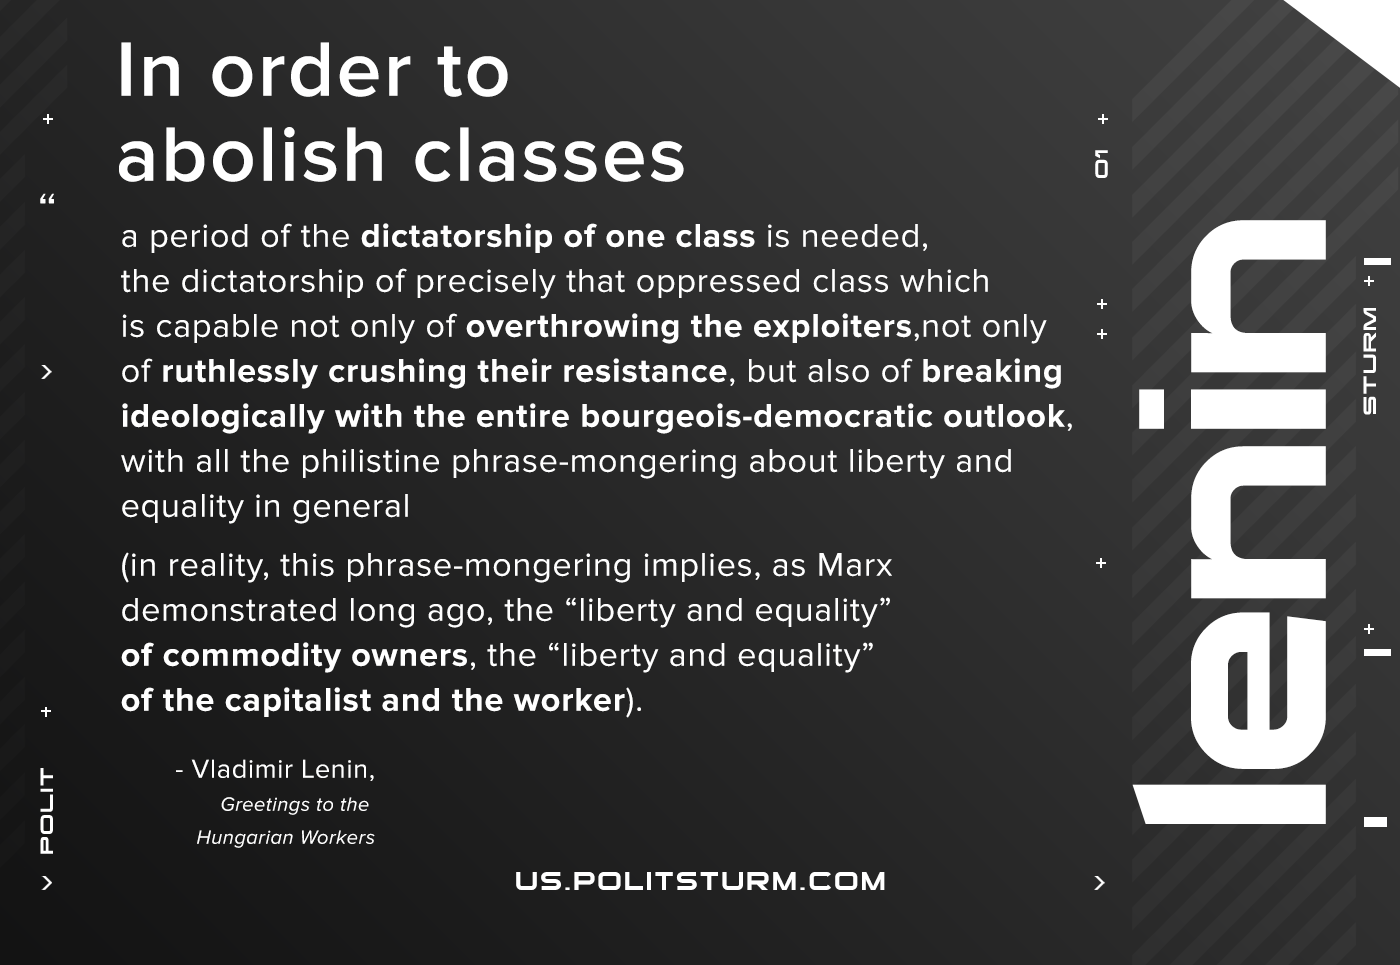 In order to
abolish classes
“
a period of the dictatorship of one class is needed,
the dictatorship of precisely that oppressed class which
is capable not only of overthrowing the exploiters,not only
of ruthlessly crushing their resistance, but also of breaking
ideologically with the entire bourgeois-democratic outlook,
with all the philistine phrase-mongering about liberty and
equality in general
(in reality, this phrase-mongering implies, as Marx
demonstrated long ago, the “liberty and equality”
of commodity owners, the “liberty and equality”
of the capitalist and the worker).
- Vladimir Lenin,
Greetings to the
Hungarian Workers
POLIT
US.POLITSTURM.COM
01
lenin
STURM